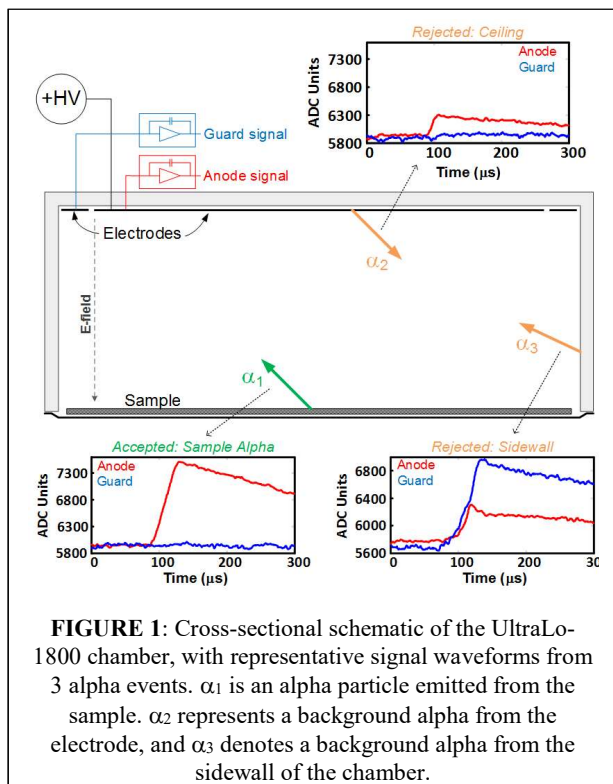 Rejected: Ceiling
7300
6800
6300
5800
ADC Units
Anode
Guard
0
100
200
300
Time (µs)
+HV
Guard signal
Anode signal
Electrodes
α2
E-field
α3
α1
Sample
Accepted: Sample Alpha
7300
6800
6300
5800
ADC Units
Anode
Guard
0
100
200
300
Time (µs)
Rejected: Sidewall
6800
6400
6000
5600
ADC Units
Anode
Guard
0
100
200
30
Time (µs)
FIGURE 1: Cross-sectional schematic of the UltraLo-
1800 chamber, with representative signal waveforms from
3 alpha events. α1 is an alpha particle emitted from the
sample. α2 represents a background alpha from the
electrode, and α3 denotes a background alpha from the
sidewall of the chamber.